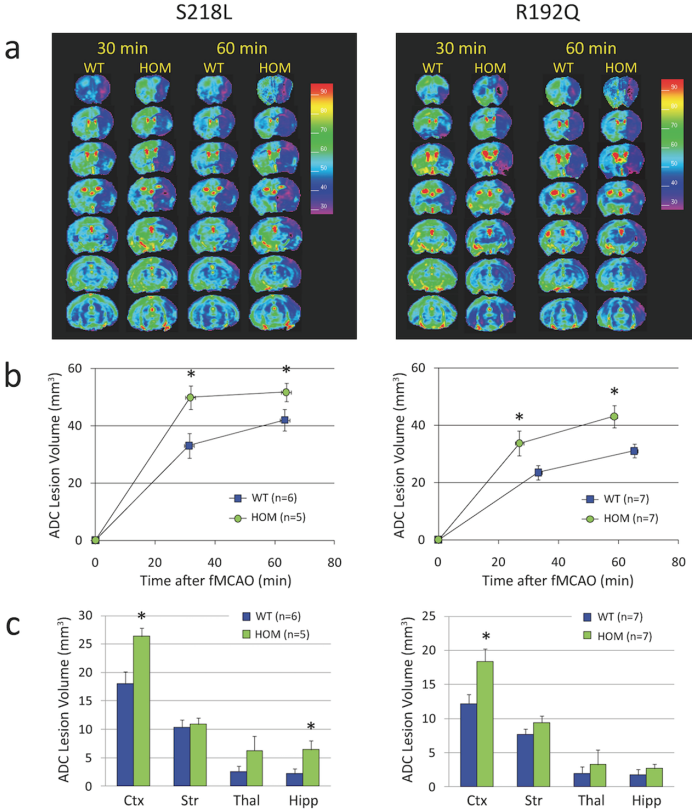 S218L
R192Q
a
30 min 60 min
WT HOM WT HOM
90
80
70
60
50
40
30
30 min 60 min
WT HOM WT HOM
90
80
70
60
50
40
30
b
ADC Lesion Volume (mm³)
60
40
20
0
0 20 40 60 80
Time after fMCAO (min)
* *
WT (n=6)
HOM (n=5)
ADC Lesion Volume (mm³)
60
40
20
0
0 20 40 60 80
Time after fMCAO (min)
* *
WT (n=7)
HOM (n=7)
c
ADC Lesion Volume (mm³)
30
25
20
15
10
5
0
WT (n=6)
HOM (n=5)
* *
Ctx Str Thal Hipp
ADC Lesion Volume (mm³)
25
20
15
10
5
0
WT (n=7)
HOM (n=7)
*
Ctx Str Thal Hipp